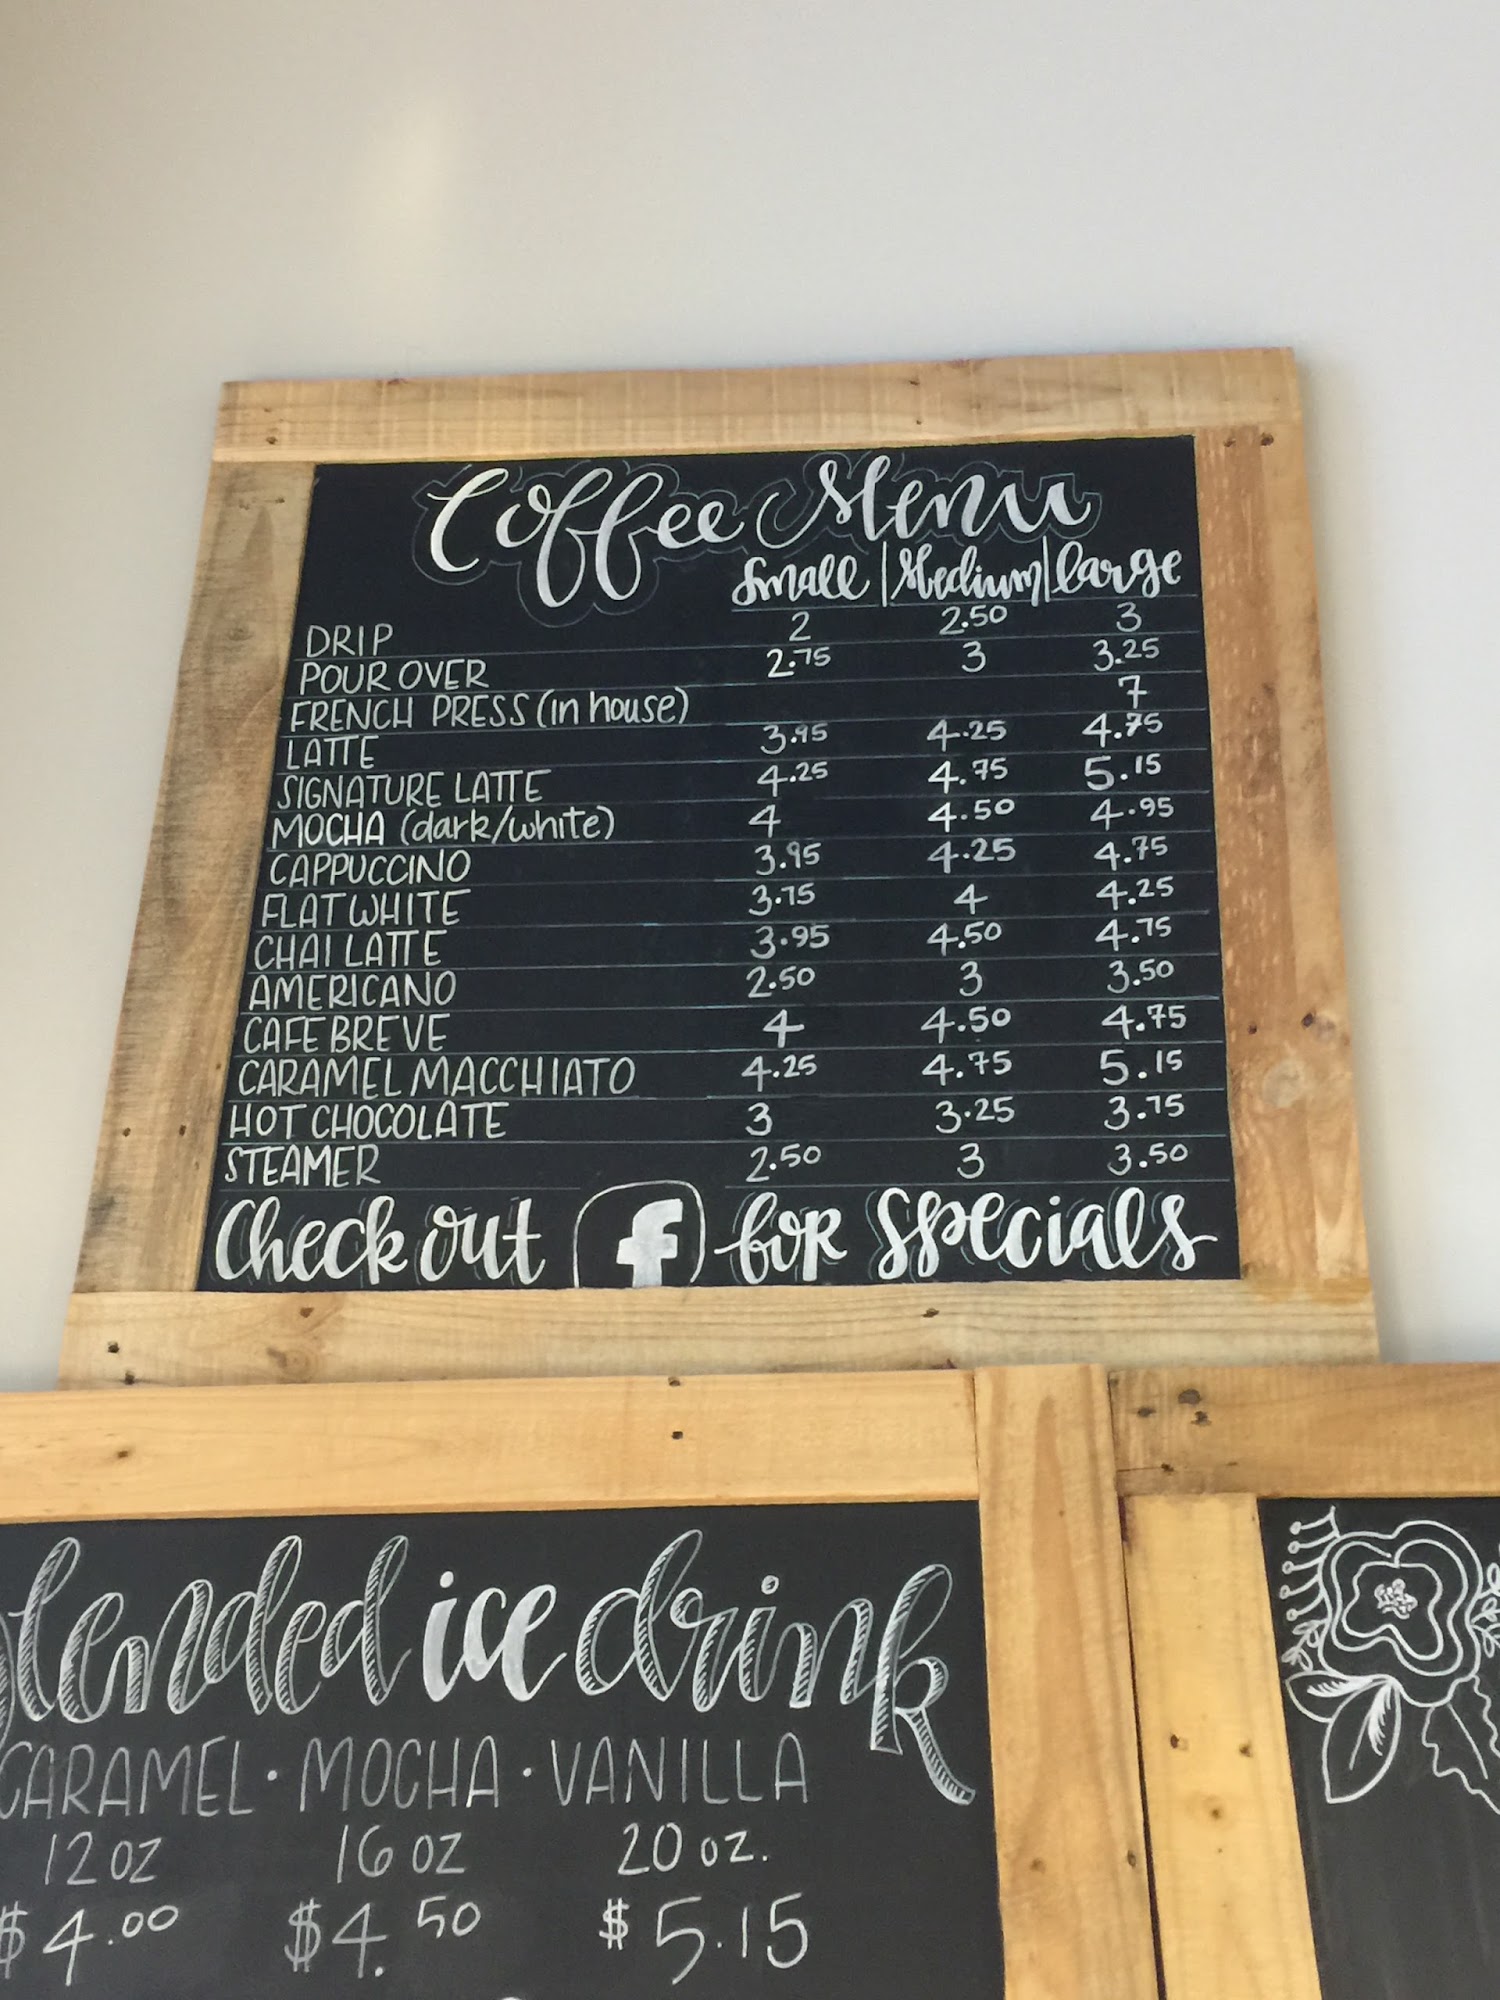 Coffee Menu
Small | Medium | large
DRIP 2 2.50 3
POUR OVER 2.75 3 3.25
FRENCH PRESS (in house) 7
LATTE 3.95 4.25 4.75
SIGNATURE LATTE 4.25 4.75 5.15
MOCHA (dark/white) 4 4.50 4.95
CAPPUCCINO 3.95 4.25 4.75
FLAT WHITE 3.75 4 4.25
CHAI LATTE 3.95 4.50 4.75
AMERICANO 2.50 3 3.50
CAFE BREVE 4 4.50 4.75
CARAMEL MACCHIATO 4.25 4.75 5.15
HOT CHOCOLATE 3 3.25 3.75
STEAMER 2.50 3 3.50
Check out f for Specials
blended ice drink
CARAMEL · MOCHA · VANILLA
12 OZ 16 OZ 20 oz.
$4.00 $4.50 $5.15